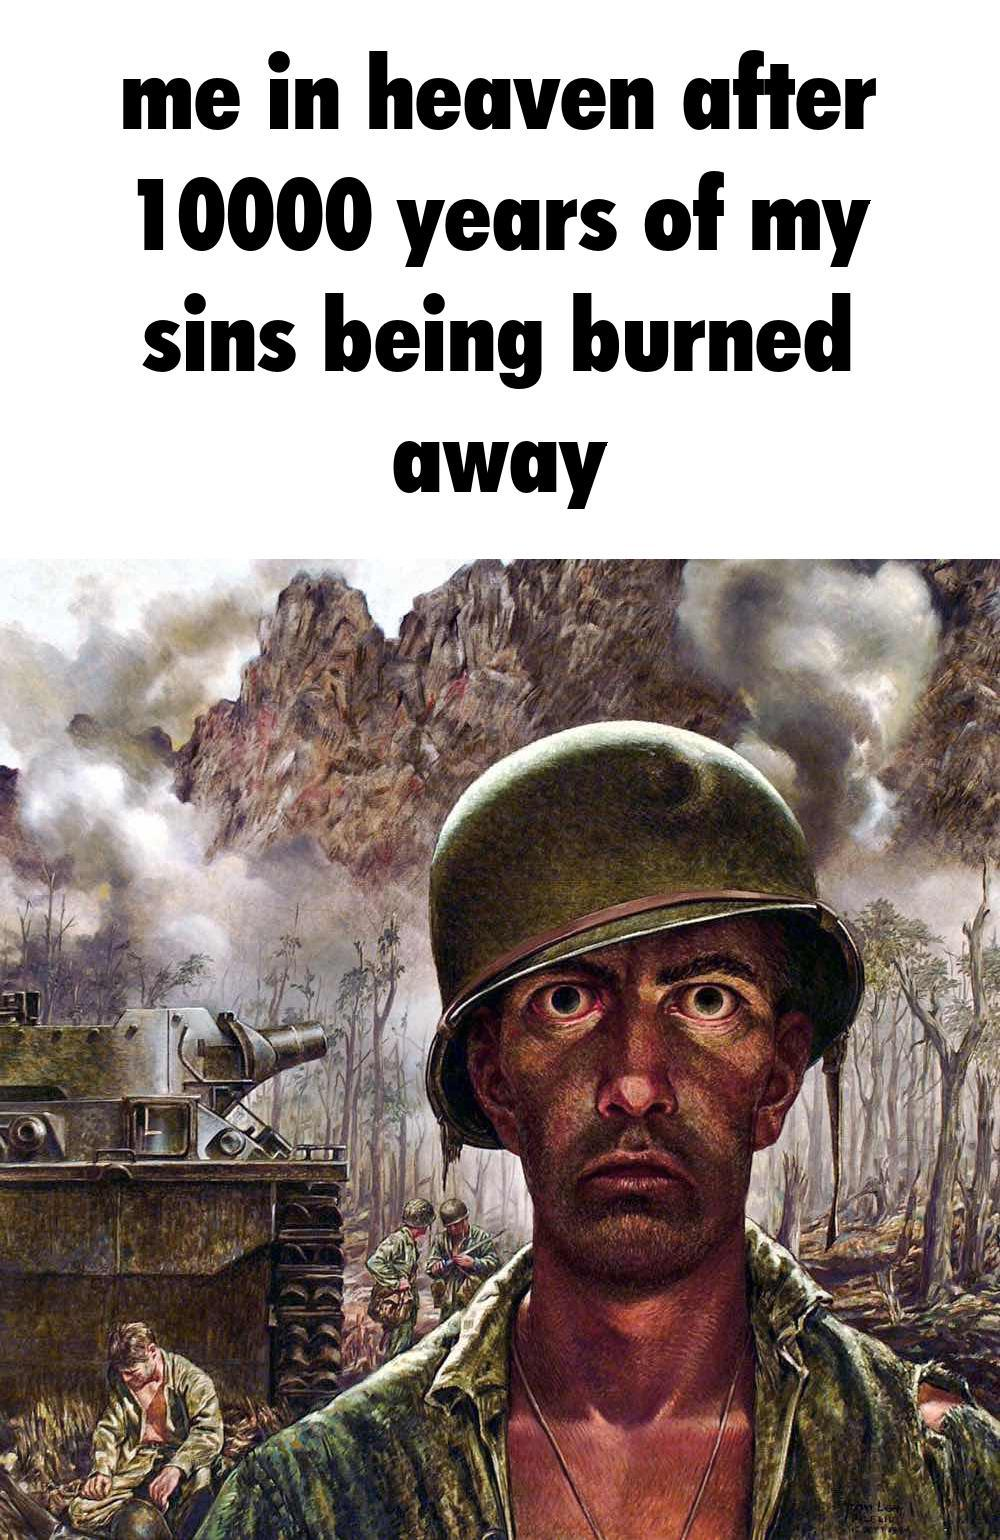 me in heaven after
10000 years of my
sins being burned
away